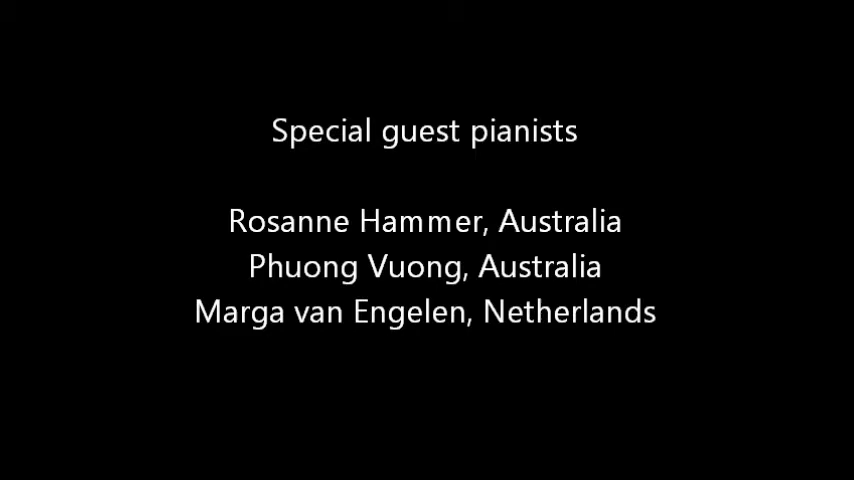 Special guest pianists
Rosanne Hammer, Australia
Phuong Vuong, Australia
Marga van Engelen, Netherlands